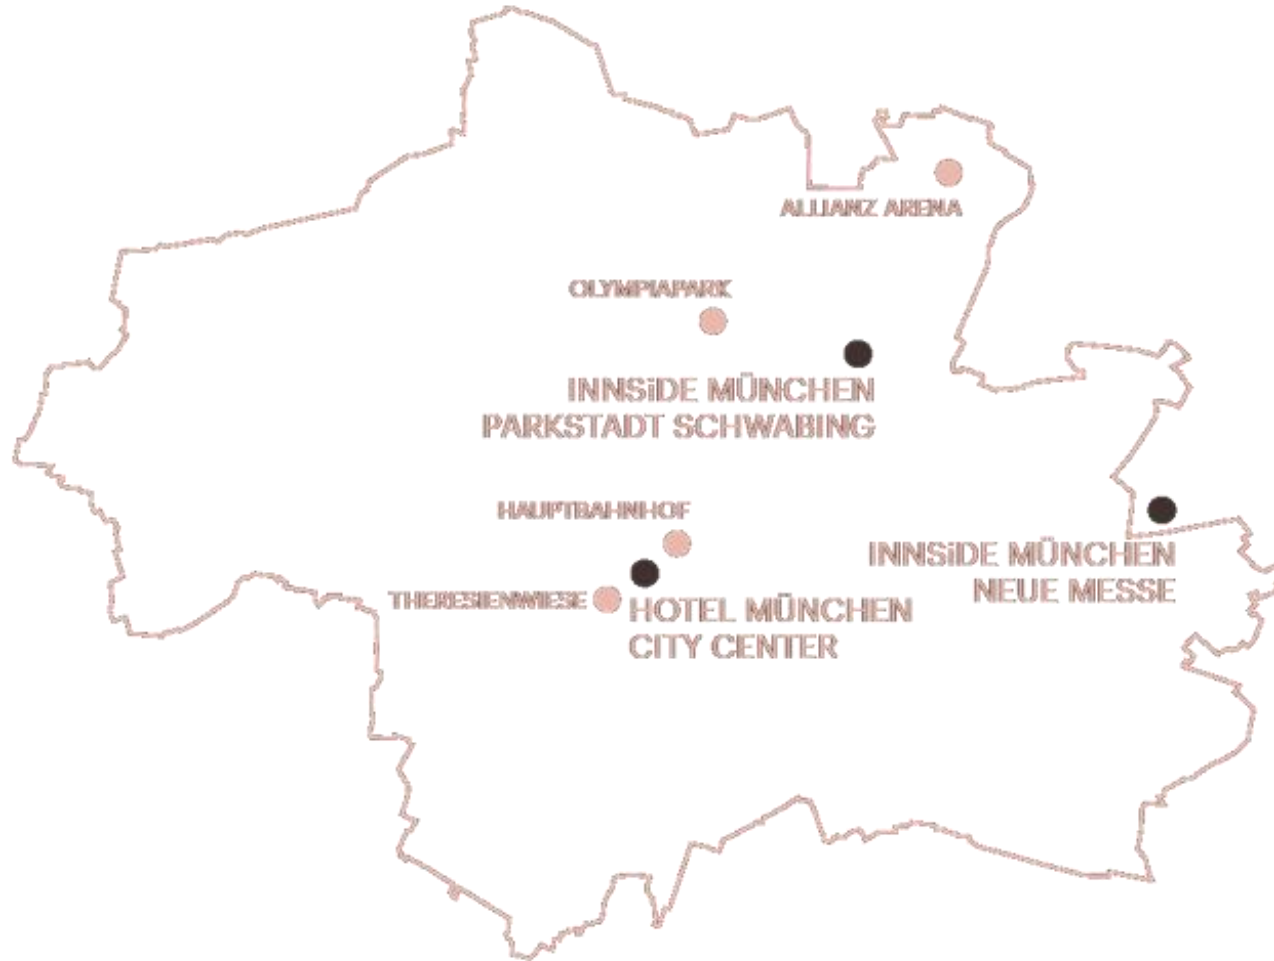 ALLIANZ ARENA
OLYMPIAPARK
INNSiDE MÜNCHEN
PARKSTADT SCHWABING
HAUPTBAHNHOF
INNSiDE MÜNCHEN
NEUE MESSE
THERESIENWIESE
HOTEL MÜNCHEN
CITY CENTER